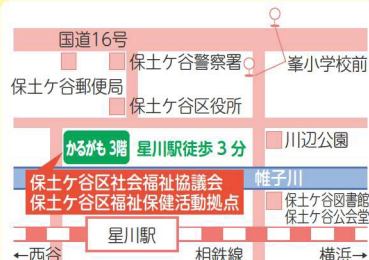 国道16号
保土ケ谷警察署
峯小学校前
保土ケ谷郵便局
保土ケ谷区役所
かるがも3階 星川駅徒歩3分
川辺公園
保土ケ谷区社会福祉協議会
保土ケ谷区福祉保健活動拠点
帷子川
保土ケ谷図書館
保土ケ谷公会堂
星川駅
←西谷
相鉄線
横浜→